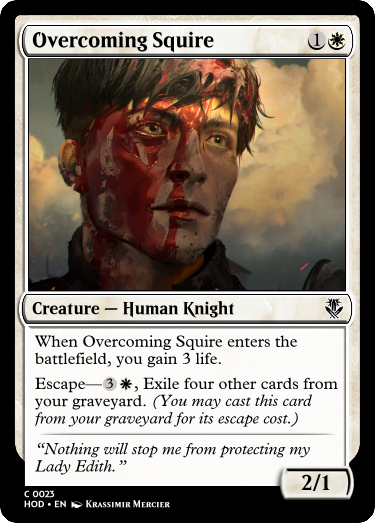 Overcoming Squire 1
Creature — Human Knight
When Overcoming Squire enters the
battlefield, you gain 3 life.
Escape—3, Exile four other cards from
your graveyard. (You may cast this card
from your graveyard for its escape cost.)
"Nothing will stop me from protecting my
Lady Edith."
2/1
C 0023
HOD • EN Krassimir Mercier